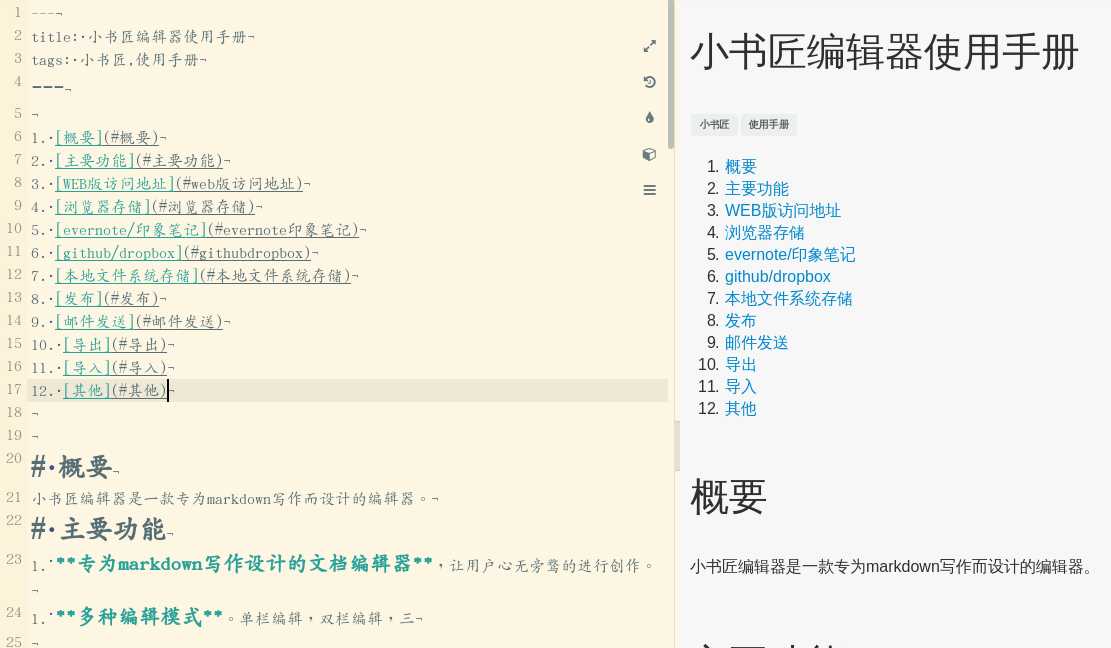 1 ---¬
2 title:·小书匠编辑器使用手册¬
3 tags:·小书匠,使用手册¬
4 ---¬
5 ¬
6 1.·[概要](#概要)¬
7 2.·[主要功能](#主要功能)¬
8 3.·[WEB版访问地址](#web版访问地址)¬
9 4.·[浏览器存储](#浏览器存储)¬
10 5.·[evernote/印象笔记](#evernote印象笔记)¬
11 6.·[github/dropbox](#githubdropbox)¬
12 7.·[本地文件系统存储](#本地文件系统存储)¬
13 8.·[发布](#发布)¬
14 9.·[邮件发送](#邮件发送)¬
15 10.·[导出](#导出)¬
16 11.·[导入](#导入)¬
17 12.·[其他](#其他)¬
18 ¬
19 ¬
20 #·概要¬
21 小书匠编辑器是一款专为markdown写作而设计的编辑器。¬
22 #·主要功能¬
23 1.·**专为markdown写作设计的文档编辑器**，让用户心无旁骛的进行创作。
¬
24 1.·**多种编辑模式**。单栏编辑，双栏编辑，三¬
25 ¬
小书匠编辑器使用手册
小书匠 使用手册
1. 概要
2. 主要功能
3. WEB版访问地址
4. 浏览器存储
5. evernote/印象笔记
6. github/dropbox
7. 本地文件系统存储
8. 发布
9. 邮件发送
10. 导出
11. 导入
12. 其他
概要
小书匠编辑器是一款专为markdown写作而设计的编辑器。